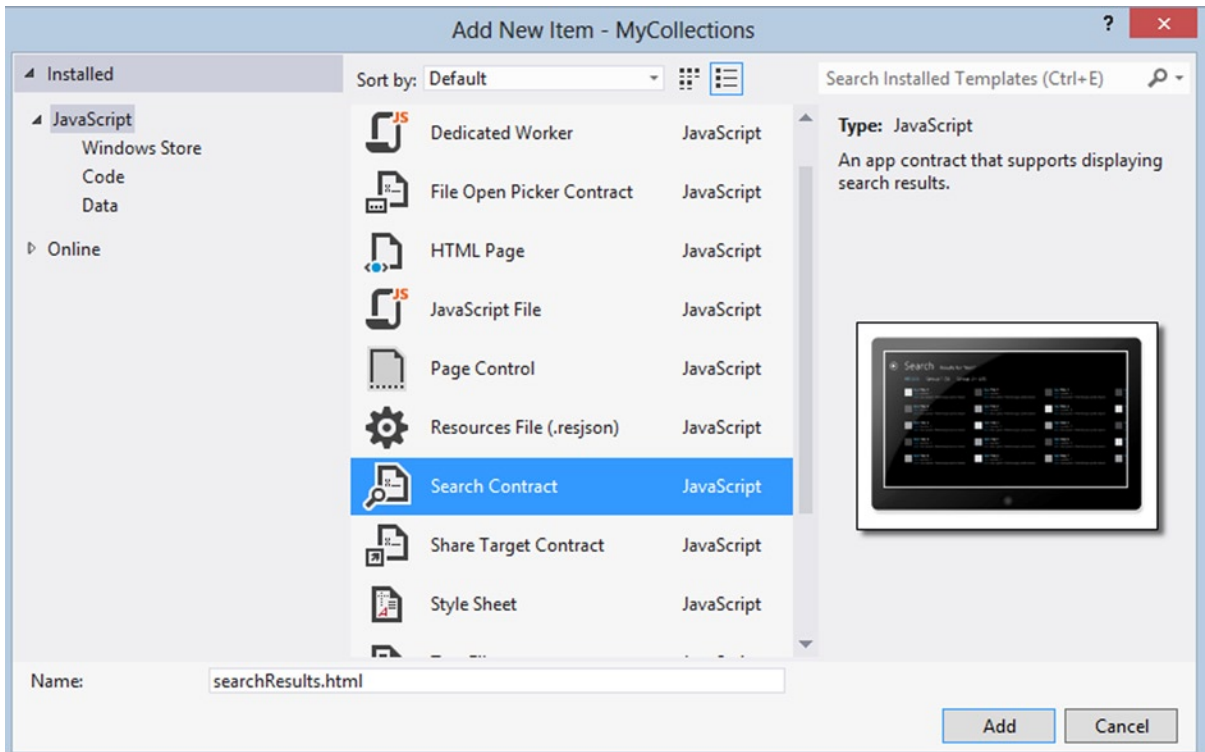 Add New Item - MyCollections
?
Installed
Sort by: Default
Search Installed Templates (Ctrl+E)
JavaScript
Windows Store
Code
Data
Online
JS Dedicated Worker JavaScript
File Open Picker Contract JavaScript
HTML Page JavaScript
JS JavaScript File JavaScript
Page Control JavaScript
Resources File (.resjson) JavaScript
Search Contract JavaScript
Share Target Contract JavaScript
Style Sheet JavaScript
Type: JavaScript
An app contract that supports displaying
search results.
Search
Name: searchResults.html
Add Cancel